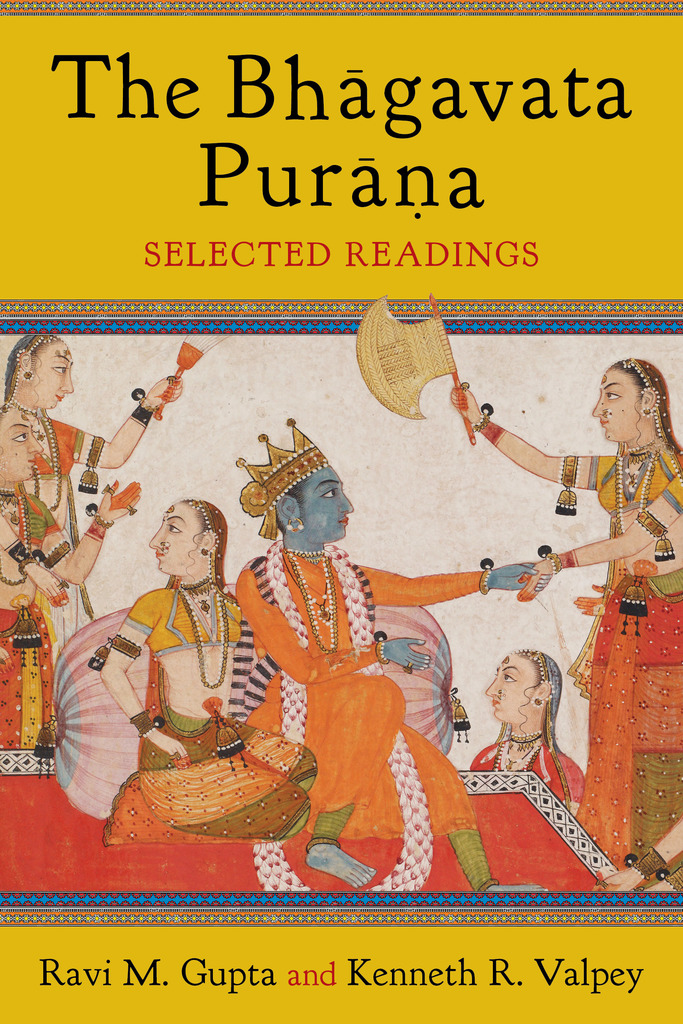 The Bhāgavata
Purāṇa
SELECTED READINGS
Ravi M. Gupta and Kenneth R. Valpey